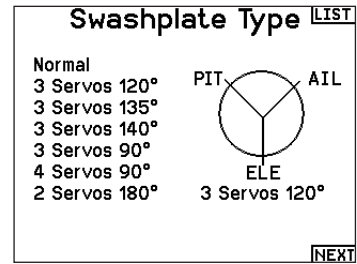 Swashplate Type
LIST
Normal
3 Servos 120°
3 Servos 135°
3 Servos 140°
3 Servos 90°
4 Servos 90°
2 Servos 180°
PIT
AIL
ELE
3 Servos 120°
NEXT